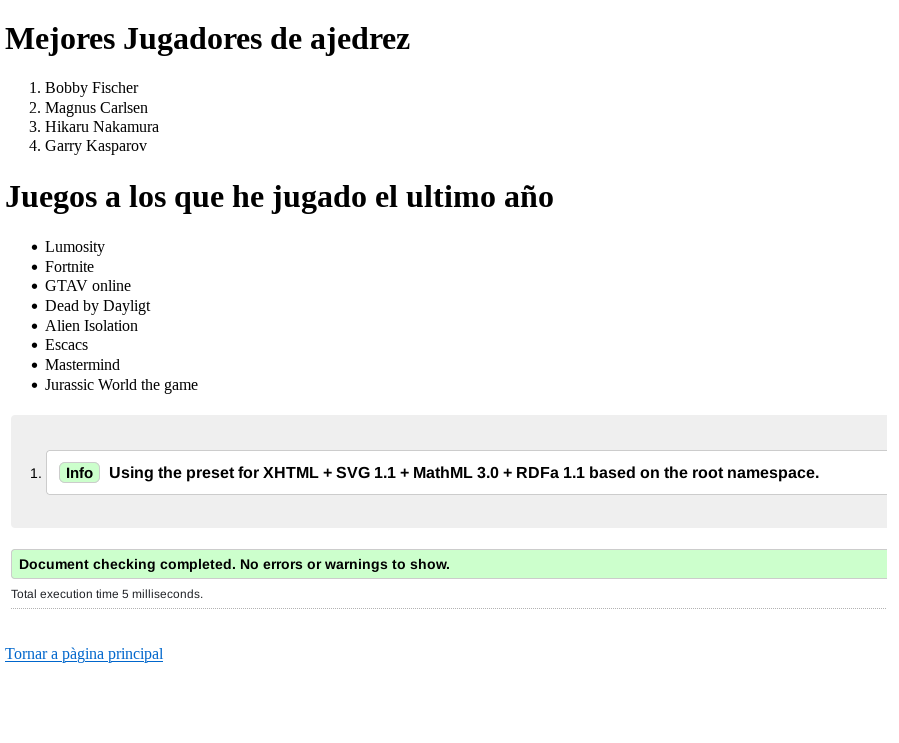 Mejores Jugadores de ajedrez
1. Bobby Fischer
2. Magnus Carlsen
3. Hikaru Nakamura
4. Garry Kasparov
Juegos a los que he jugado el ultimo año
• Lumosity
• Fortnite
• GTAV online
• Dead by Dayligt
• Alien Isolation
• Escacs
• Mastermind
• Jurassic World the game
1. Info Using the preset for XHTML + SVG 1.1 + MathML 3.0 + RDFa 1.1 based on the root namespace.
Document checking completed. No errors or warnings to show.
Total execution time 5 milliseconds.
Tornar a pàgina principal